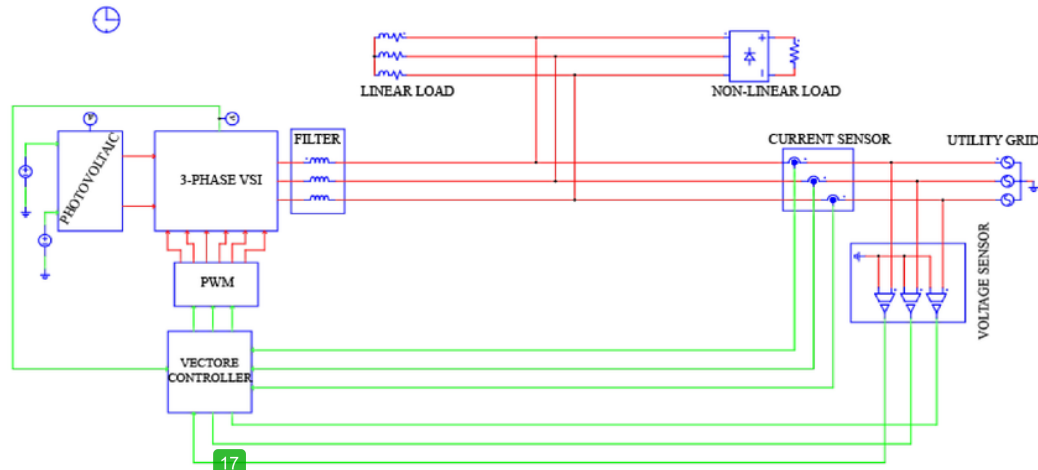 LINEAR LOAD
NON-LINEAR LOAD
PHOTOVOLTAIC
3-PHASE VSI
FILTER
CURRENT SENSOR
UTILITY GRID
PWM
VOLTAGE SENSOR
VECTORE
CONTROLLER
17